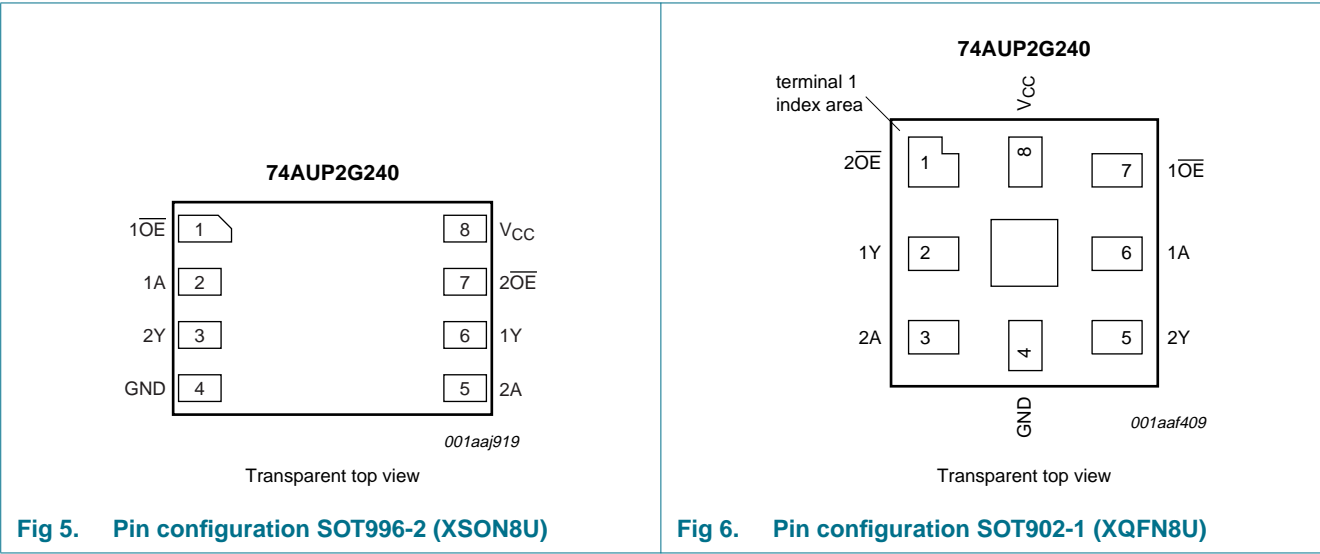 74AUP2G240
1OE 1
8 VCC
1A 2
7 2OE
2Y 3
6 1Y
GND 4
5 2A
001aaj919
Transparent top view
Fig 5. Pin configuration SOT996-2 (XSON8U)
74AUP2G240
terminal 1
index area
VCC
2OE 1
8
7 1OE
1Y 2
6 1A
2A 3
4
5 2Y
GND
001aaf409
Transparent top view
Fig 6. Pin configuration SOT902-1 (XQFN8U)